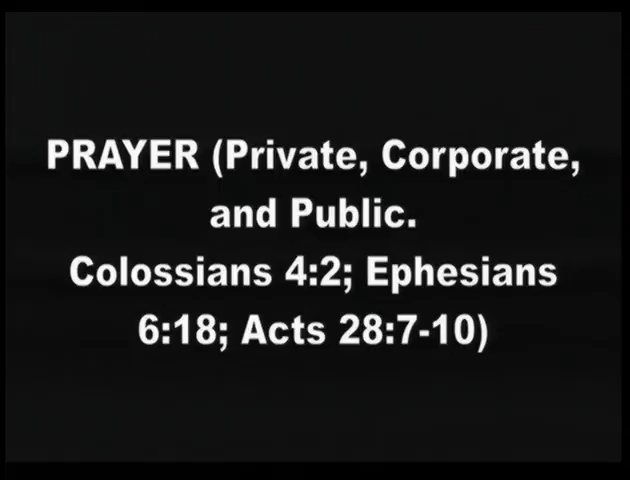 PRAYER (Private, Corporate,
and Public.
Colossians 4:2; Ephesians
6:18; Acts 28:7-10)